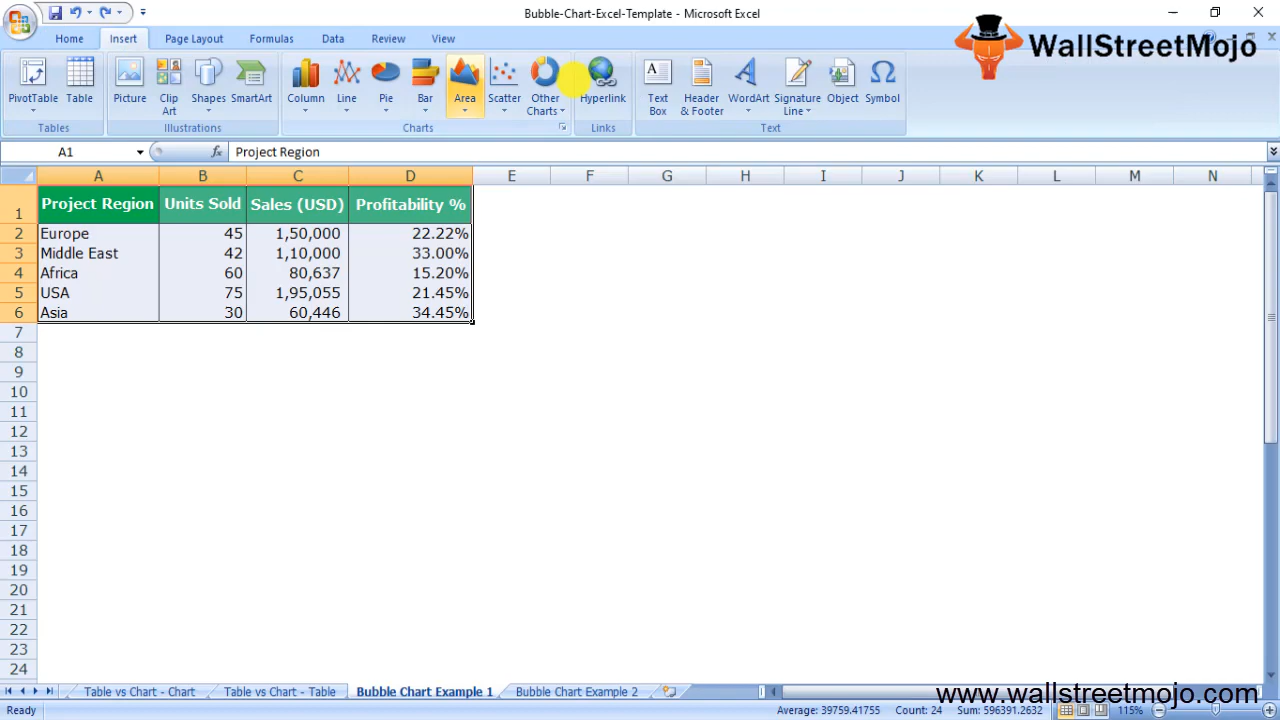 Bubble-Chart-Excel-Template - Microsoft Excel
Home Insert Page Layout Formulas Data Review View
WallStreetMojo
PivotTable Table Picture Clip Art Shapes SmartArt Column Line Pie Bar Area Scatter Other Charts Hyperlink Text Box Header & Footer WordArt Signature Line Object Symbol
Tables Illustrations Charts Links Text
A1 fx Project Region
A B C D E F G H I J K L M N
1 Project Region Units Sold Sales (USD) Profitability %
2 Europe 45 1,50,000 22.22%
3 Middle East 42 1,10,000 33.00%
4 Africa 60 80,637 15.20%
5 USA 75 1,95,055 21.45%
6 Asia 30 60,446 34.45%
7
8
9
10
11
12
13
14
15
16
17
18
19
20
21
22
23
24
Table vs Chart - Chart Table vs Chart - Table Bubble Chart Example 1 Bubble Chart Example 2
www.wallstreetmojo.com
Ready Average: 39759.41755 Count: 24 Sum: 596391.2632 115%